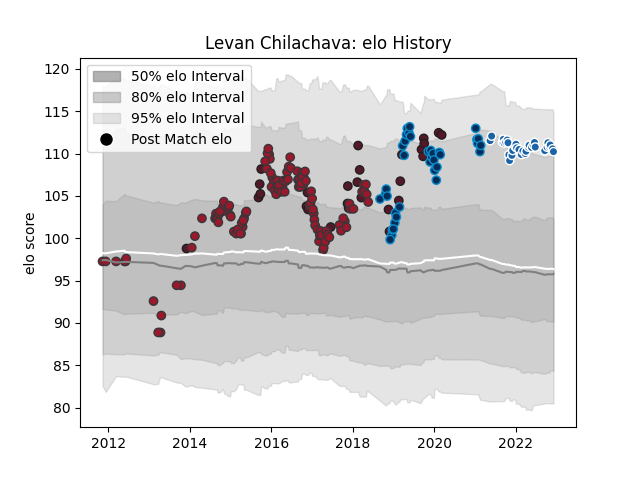 Levan Chilachava: elo History
50% elo Interval
80% elo Interval
95% elo Interval
Post Match elo
elo score
120
115
110
105
100
95
90
85
80
2012 2014 2016 2018 2020 2022